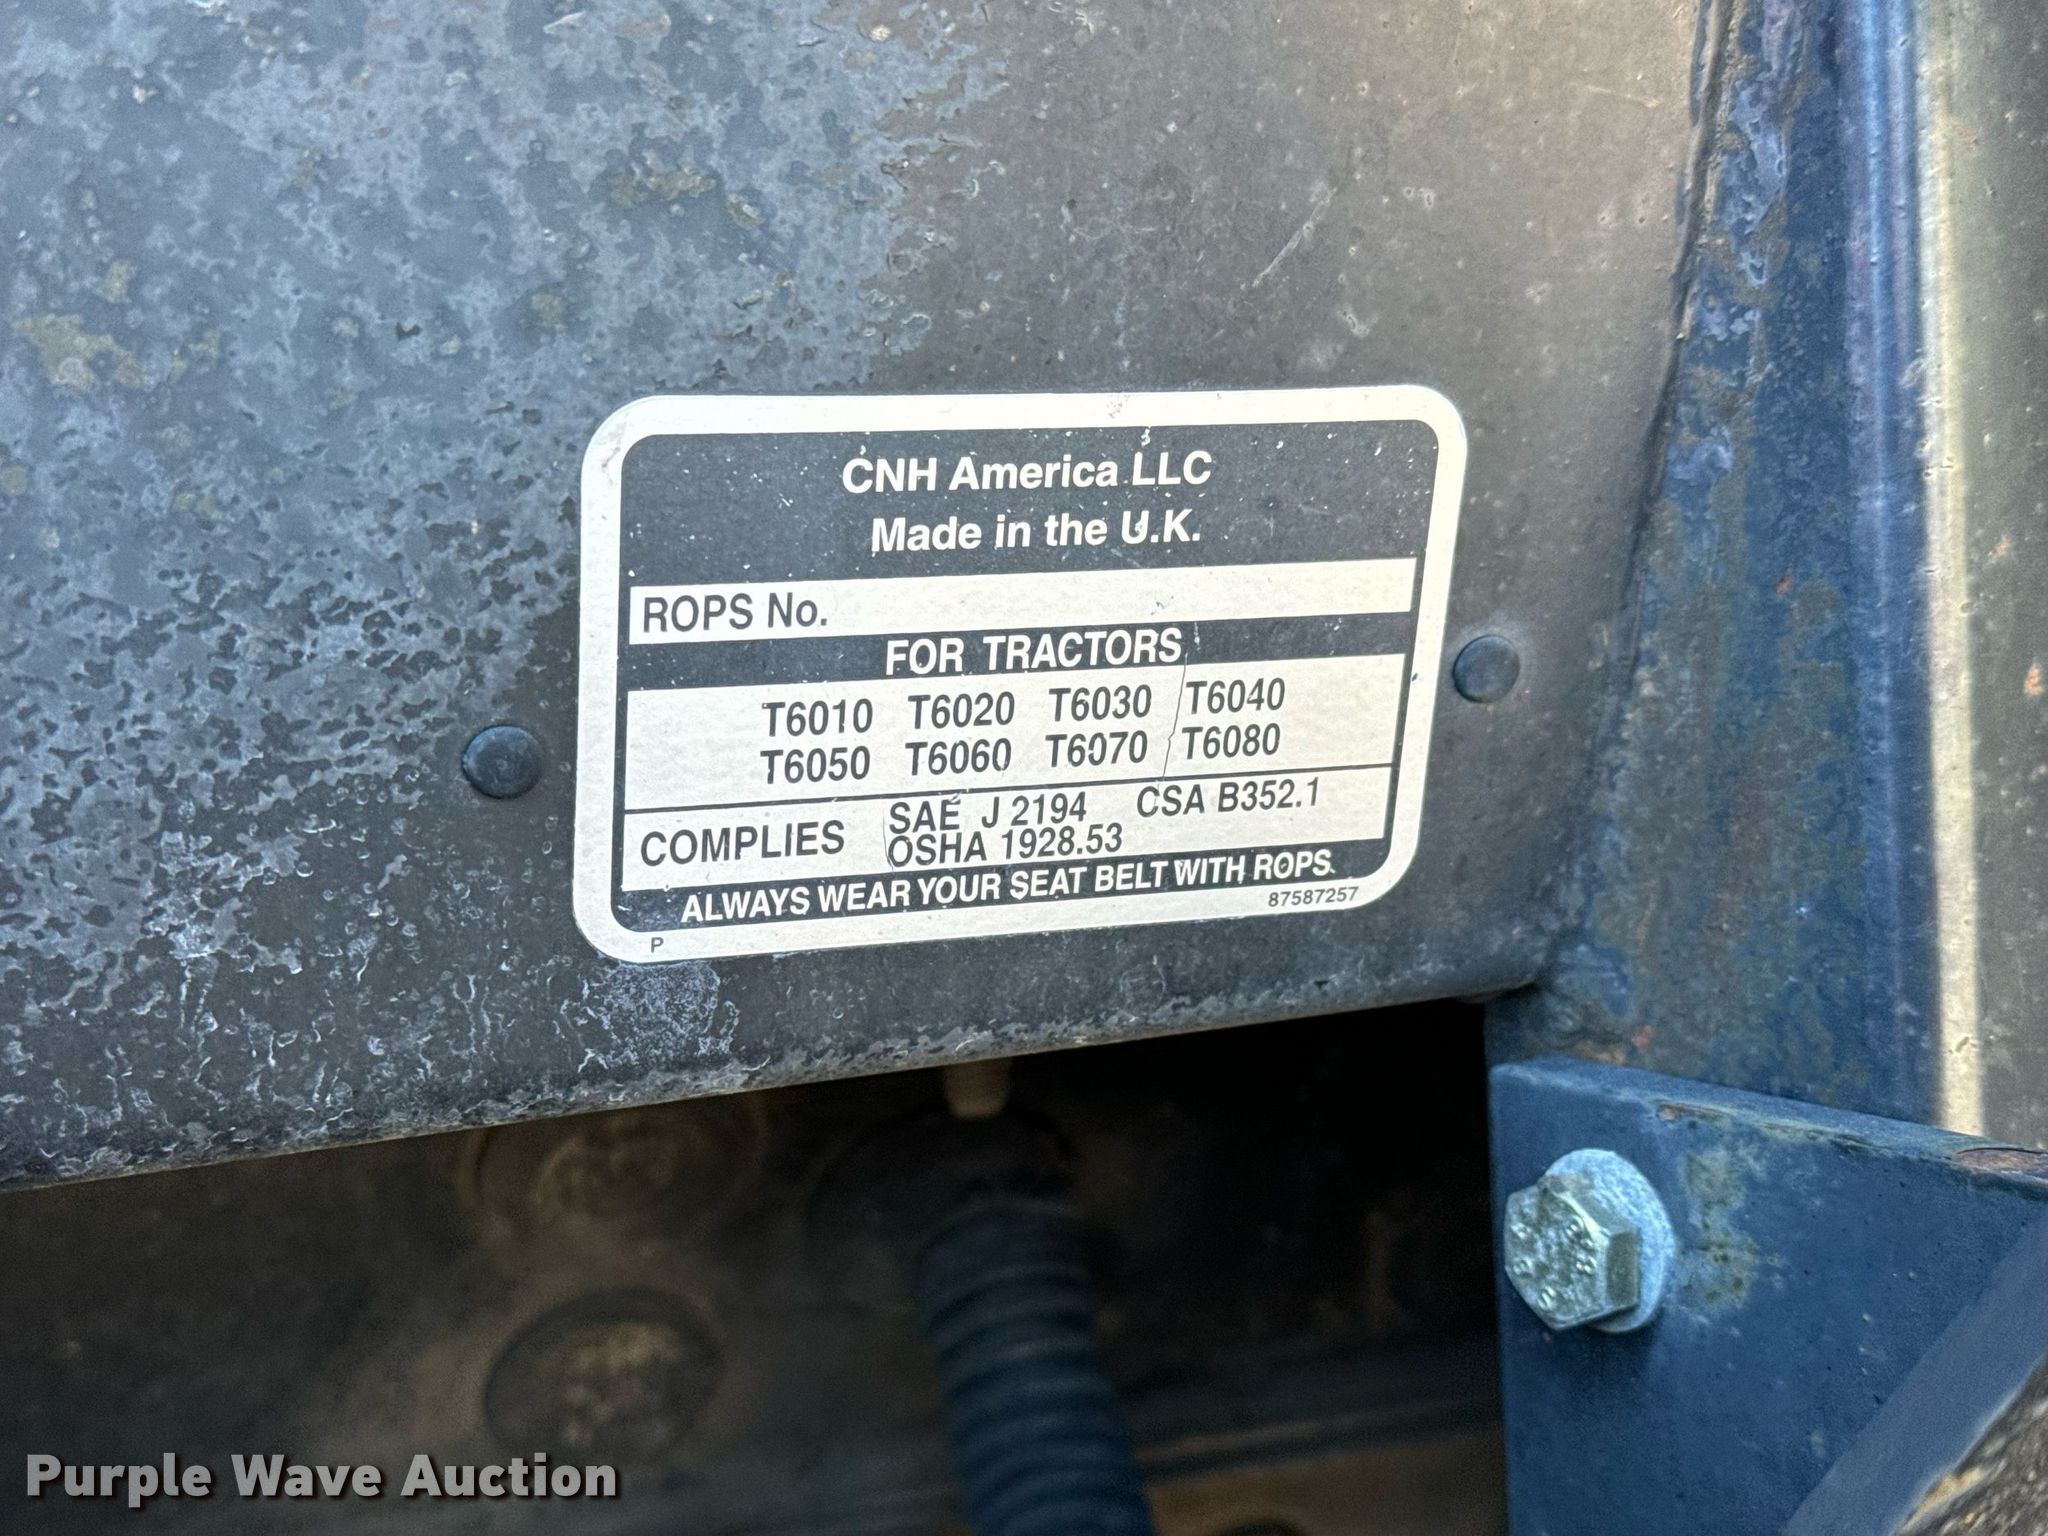 CNH America LLC
Made in the U.K.
ROPS No.
FOR TRACTORS
T6010 T6020 T6030 T6040
T6050 T6060 T6070 T6080
COMPLIES SAE J 2194 CSA B352.1
OSHA 1928.53
ALWAYS WEAR YOUR SEAT BELT WITH ROPS.
P 87587257
Purple Wave Auction